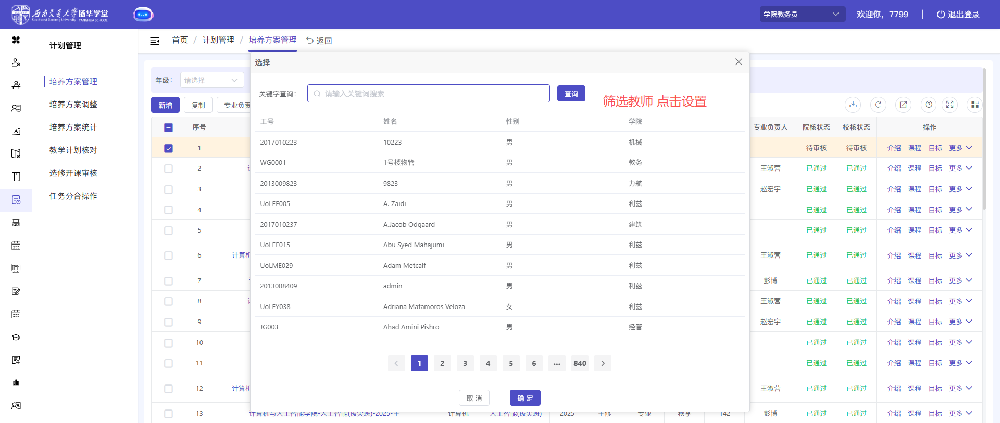 西南交通大学 扬华学堂
Southwest Jiaotong University YANGHUA SCHOOL
学院教务员
欢迎你，7799
退出登录
计划管理
培养方案管理
培养方案调整
培养方案统计
教学计划核对
选修开课审核
任务分合操作
首页 / 计划管理 / 培养方案管理 返回
年级： 请选择
新增 复制 专业负责
选择
关键字查询： 请输入关键词搜索 查询
筛选教师 点击设置
工号 姓名 性别 学院
2017010223 10223 男 机械
WG0001 1号楼物管 男 教务
2013009823 9823 男 力航
UoLEE005 A. Zaidi 男 利兹
2017010237 A.Jacob Odgaard 男 建筑
UoLEE015 Abu Syed Mahajumi 男 利兹
UoLME029 Adam Metcalf 男 利兹
2013008409 admin 男 利兹
UoLFY038 Adriana Matamoros Veloza 女 利兹
JG003 Ahad Amini Pishro 男 经管
1 2 3 4 5 6 ... 840
取 消 确 定
序号 专业负责人 院核状态 校核状态 操作
1 待审核 待审核 介绍 课程 目标 更多
2 王淑营 已通过 已通过 介绍 课程 目标 更多
3 赵宏宇 已通过 已通过 介绍 课程 目标 更多
4 已通过 已通过 介绍 课程 目标 更多
5 已通过 已通过 介绍 课程 目标 更多
6 计算机 王淑营 已通过 已通过 介绍 课程 目标 更多
7 彭博 已通过 已通过 介绍 课程 目标 更多
8 王淑营 已通过 已通过 介绍 课程 目标 更多
9 赵宏宇 已通过 已通过 介绍 课程 目标 更多
10 已通过 已通过 介绍 课程 目标 更多
11 已通过 已通过 介绍 课程 目标 更多
12 计算机 王淑营 已通过 已通过 介绍 课程 目标 更多
13 计算机与人工智能学院-人工智能(拔尖班)-2025-主 计算机 人工智能(拔尖班) 2025 主修 专业 秋季 142 彭博 已通过 已通过 介绍 课程 目标 更多